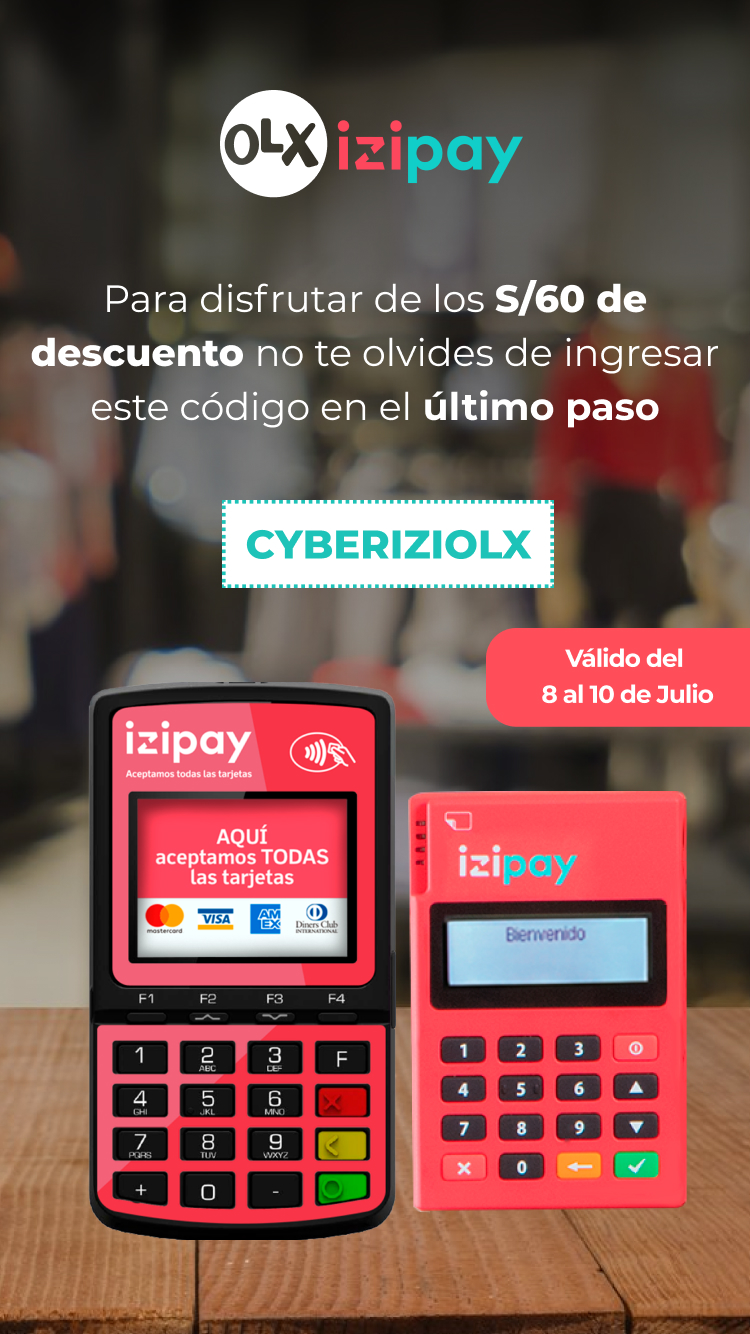 OLX izipay
Para disfrutar de los S/60 de
descuento no te olvides de ingresar
este código en el último paso
CYBERIZIOLX
Válido del
8 al 10 de Julio
izipay
Aceptamos todas las tarjetas
AQUÍ
aceptamos TODAS
las tarjetas
mastercard VISA AM EX Diners Club
INTERNATIONAL
F1 F2 F3 F4
1 2 ABC 3 DEF F
4 GHI 5 JKL 6 MNO
7 PQRS 8 TUV 9 WXYZ
+ 0 -
izipay
Bienvenido
1 2 3
4 5 6
7 8 9
0